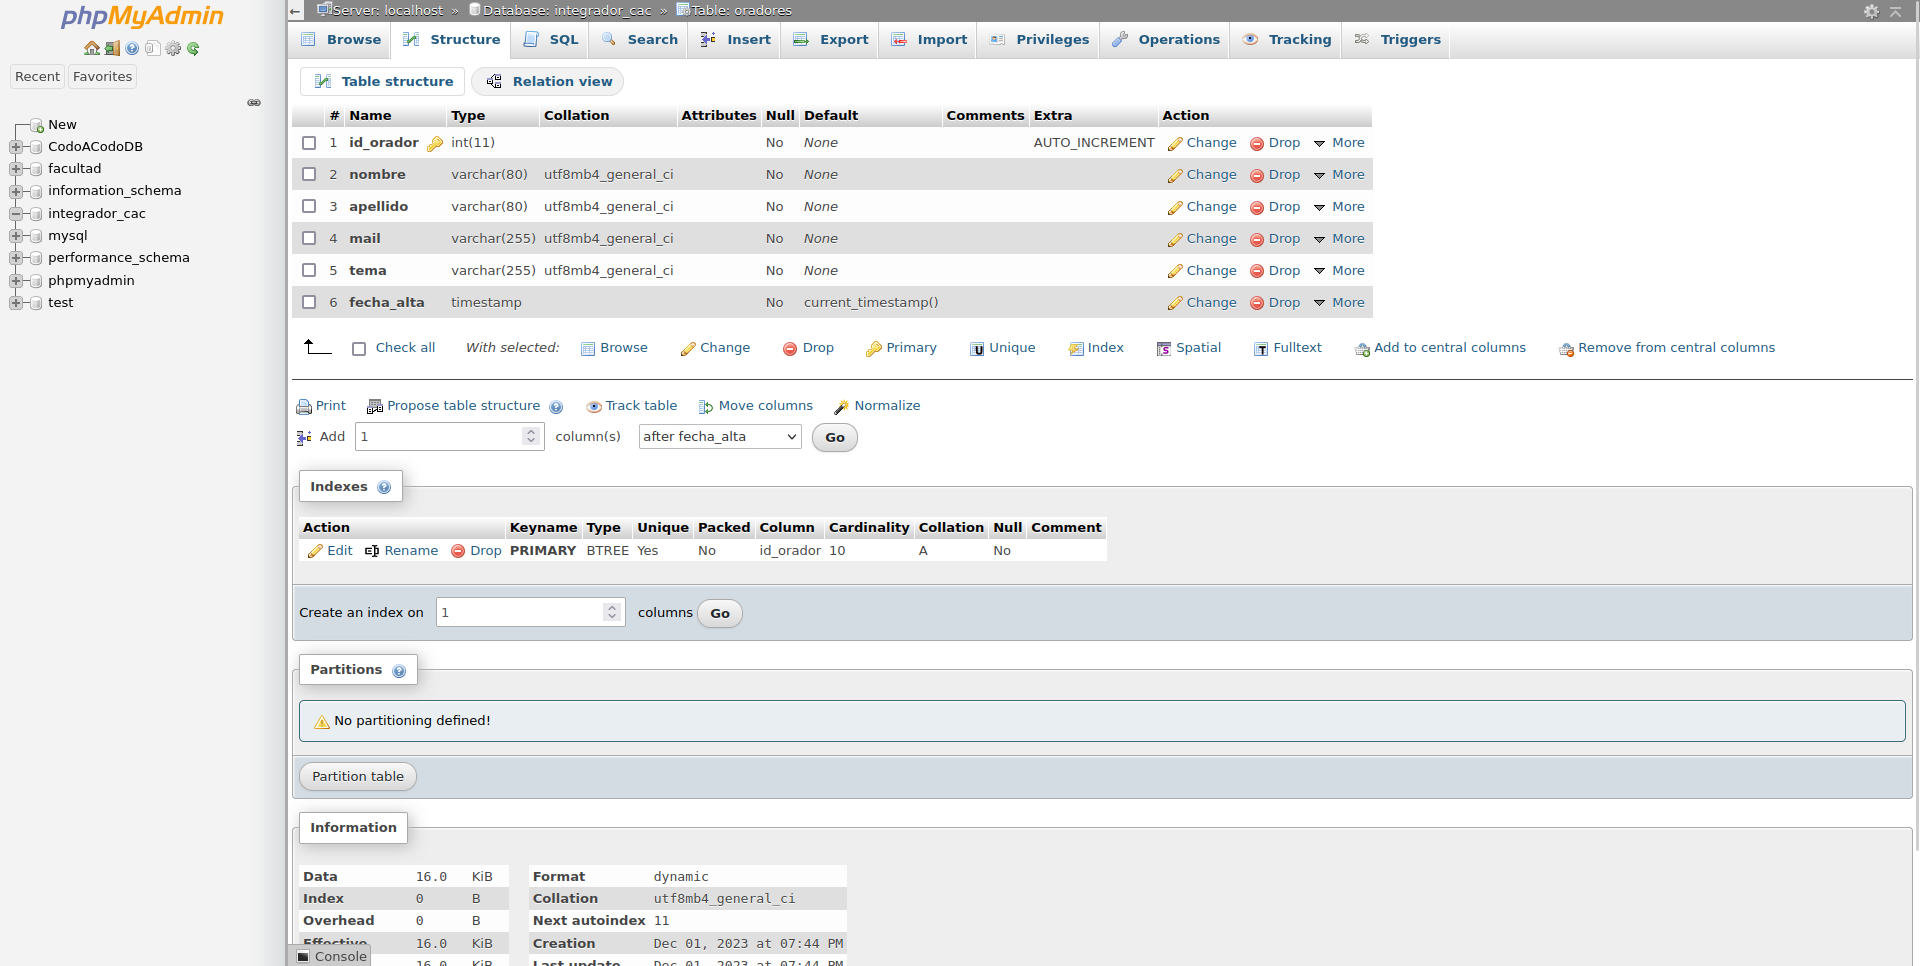 phpMyAdmin
Recent Favorites
New
CodoACodoDB
facultad
information_schema
integrador_cac
mysql
performance_schema
phpmyadmin
test
Server: localhost » Database: integrador_cac » Table: oradores
Browse Structure SQL Search Insert Export Import Privileges Operations Tracking Triggers
Table structure Relation view
# Name Type Collation Attributes Null Default Comments Extra Action
1 id_orador int(11) No None AUTO_INCREMENT Change Drop More
2 nombre varchar(80) utf8mb4_general_ci No None Change Drop More
3 apellido varchar(80) utf8mb4_general_ci No None Change Drop More
4 mail varchar(255) utf8mb4_general_ci No None Change Drop More
5 tema varchar(255) utf8mb4_general_ci No None Change Drop More
6 fecha_alta timestamp No current_timestamp() Change Drop More
Check all With selected: Browse Change Drop Primary Unique Index Spatial Fulltext Add to central columns Remove from central columns
Print Propose table structure Track table Move columns Normalize
Add 1 column(s) after fecha_alta Go
Indexes
Action Keyname Type Unique Packed Column Cardinality Collation Null Comment
Edit Rename Drop PRIMARY BTREE Yes No id_orador 10 A No
Create an index on 1 columns Go
Partitions
No partitioning defined!
Partition table
Information
Data 16.0 KiB Format dynamic
Index 0 B Collation utf8mb4_general_ci
Overhead 0 B Next autoindex 11
Effective 16.0 KiB Creation Dec 01, 2023 at 07:44 PM
Console 16.0 KiB Last update Dec 01, 2023 at 07:44 PM